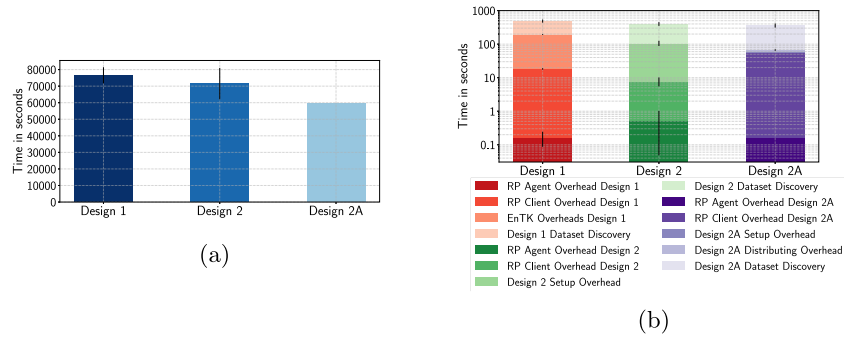 80000
70000
60000
50000
40000
30000
20000
10000
0
Time in seconds
Design 1 Design 2 Design 2A
(a)
1000
100
10
1
0.1
Time in seconds
Design 1 Design 2 Design 2A
RP Agent Overhead Design 1
RP Client Overhead Design 1
EnTK Overheads Design 1
Design 1 Dataset Discovery
RP Agent Overhead Design 2
RP Client Overhead Design 2
Design 2 Setup Overhead
Design 2 Dataset Discovery
RP Agent Overhead Design 2A
RP Client Overhead Design 2A
Design 2A Setup Overhead
Design 2A Distributing Overhead
Design 2A Dataset Discovery
(b)